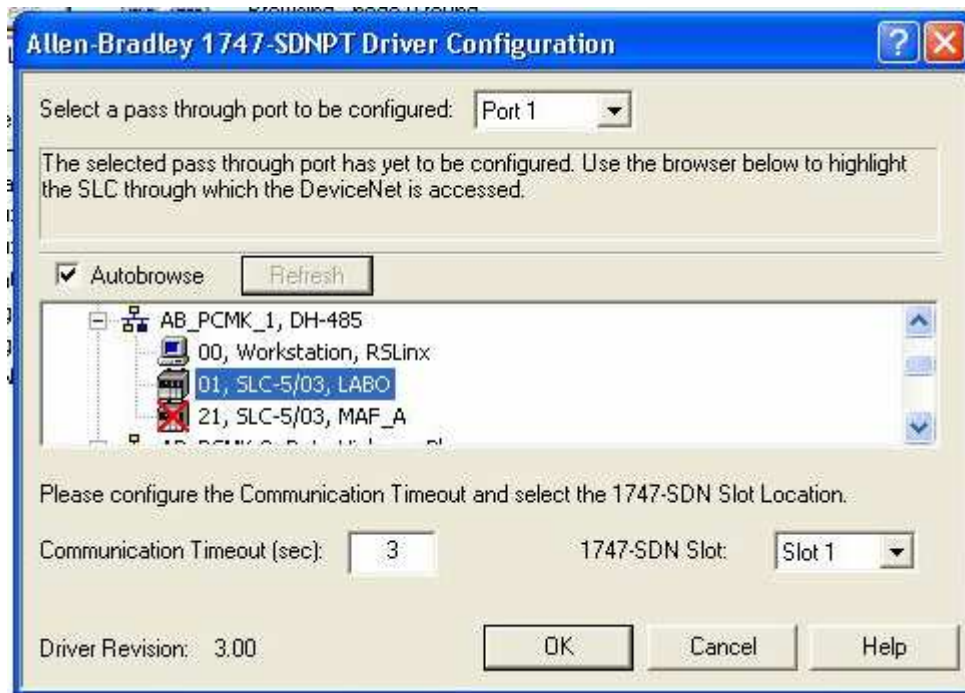 Allen-Bradley 1747-SDNPT Driver Configuration
Select a pass through port to be configured: Port 1
The selected pass through port has yet to be configured. Use the browser below to highlight
the SLC through which the DeviceNet is accessed.
Autobrowse Refresh
AB_PCMK_1, DH-485
00, Workstation, RSLinx
01, SLC-5/03, LABO
21, SLC-5/03, MAF_A
Please configure the Communication Timeout and select the 1747-SDN Slot Location.
Communication Timeout (sec): 3 1747-SDN Slot: Slot 1
Driver Revision: 3.00 OK Cancel Help